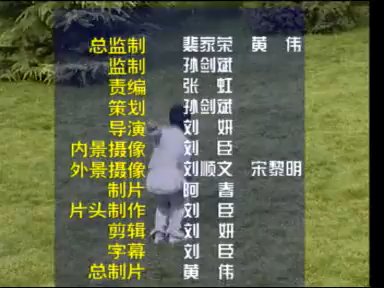 总监制 裴家荣 黄伟
监制 孙剑斌
责编 张虹
策划 孙剑斌
导演 刘妍
内景摄像 刘臣
外景摄像 刘顺文 宋黎明
制片 阿春
片头制作 刘臣
剪辑 刘妍
字幕 刘臣
总制片 黄伟